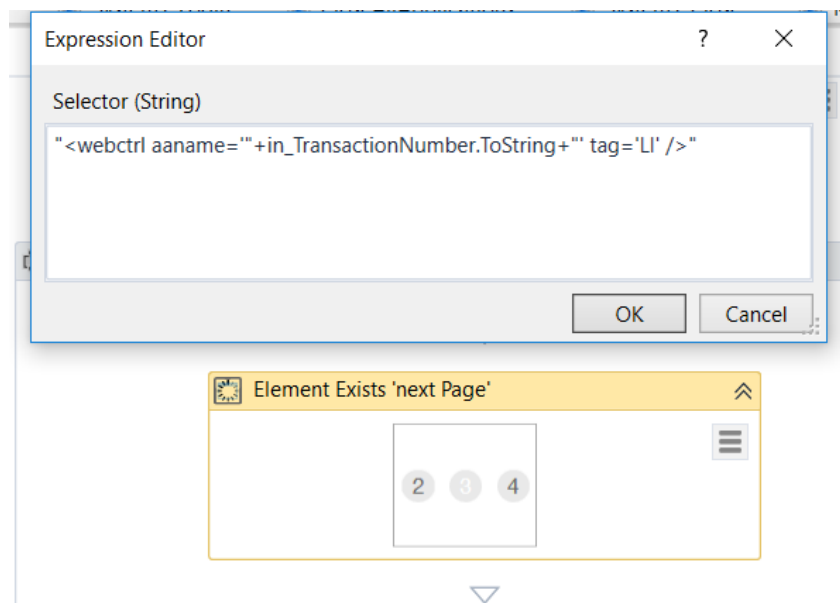 Expression Editor
?
Selector (String)
"<webctrl aaname='"+in_TransactionNumber.ToString+"' tag='LI' />"
OK
Cancel
Element Exists 'next Page'
2 3 4